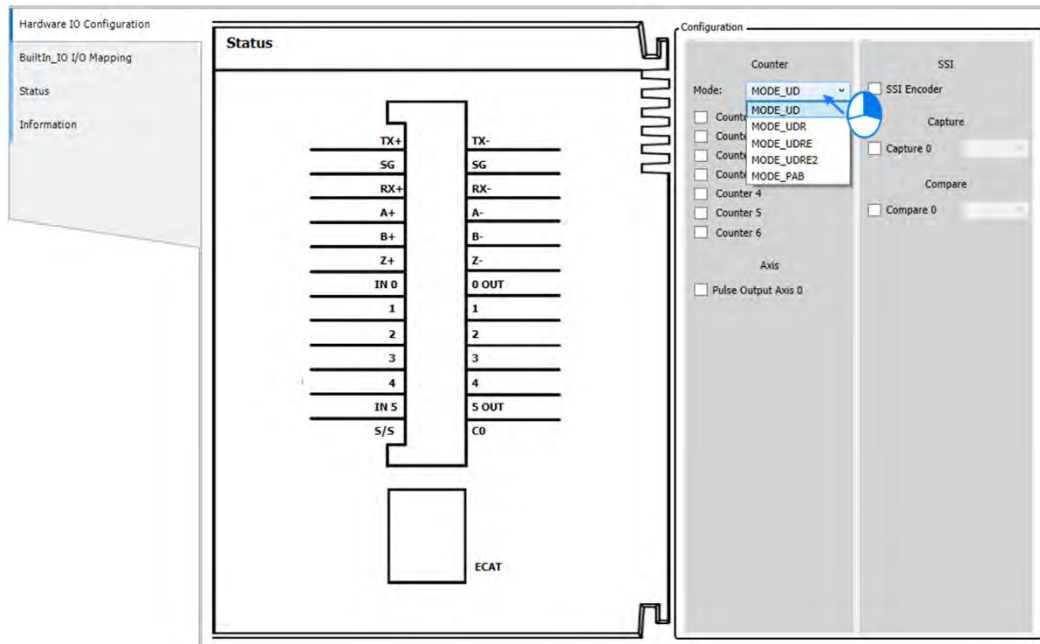 Hardware IO Configuration
BuiltIn_IO I/O Mapping
Status
Information
Status
TX+ TX-
SG SG
RX+ RX-
A+ A-
B+ B-
Z+ Z-
IN 0 0 OUT
1 1
2 2
3 3
4 4
IN 5 5 OUT
S/S C0
ECAT
Configuration
Counter
Mode: MODE_UD
MODE_UD
MODE_UDR
MODE_UDRE
MODE_UDRE2
MODE_PAB
Counter 4
Counter 5
Counter 6
Axis
Pulse Output Axis 0
SSI
SSI Encoder
Capture
Capture 0
Compare
Compare 0